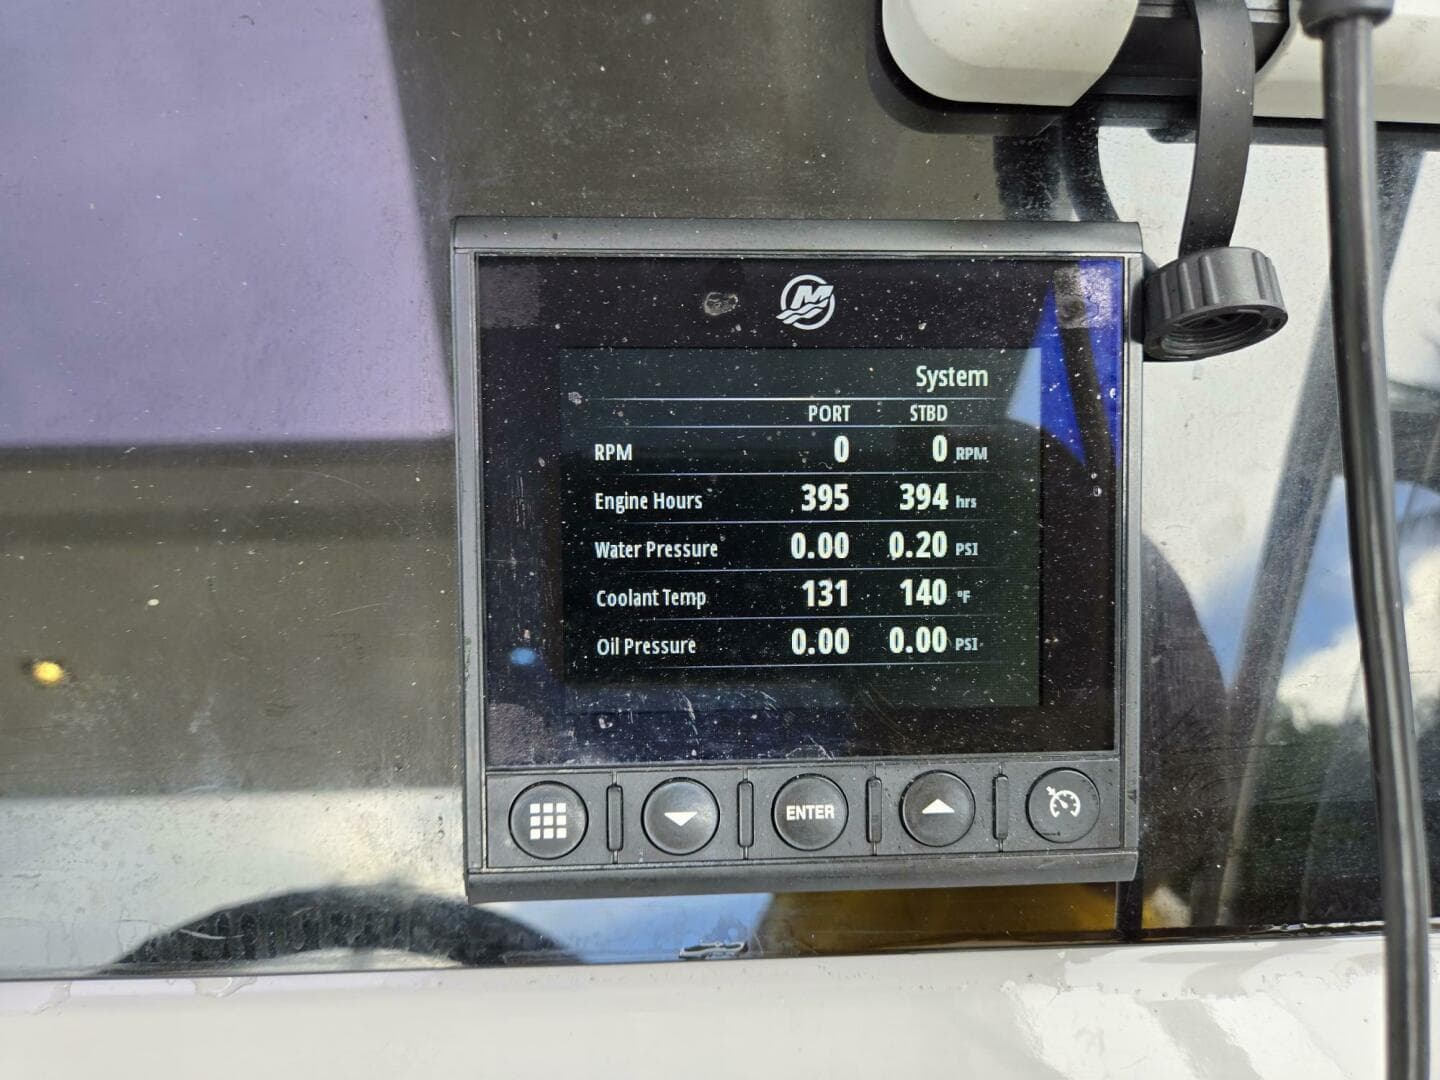 System
PORT STBD
RPM 0 0 RPM
Engine Hours 395 394 hrs
Water Pressure 0.00 0.20 PSI
Coolant Temp 131 140 °F
Oil Pressure 0.00 0.00 PSI
ENTER